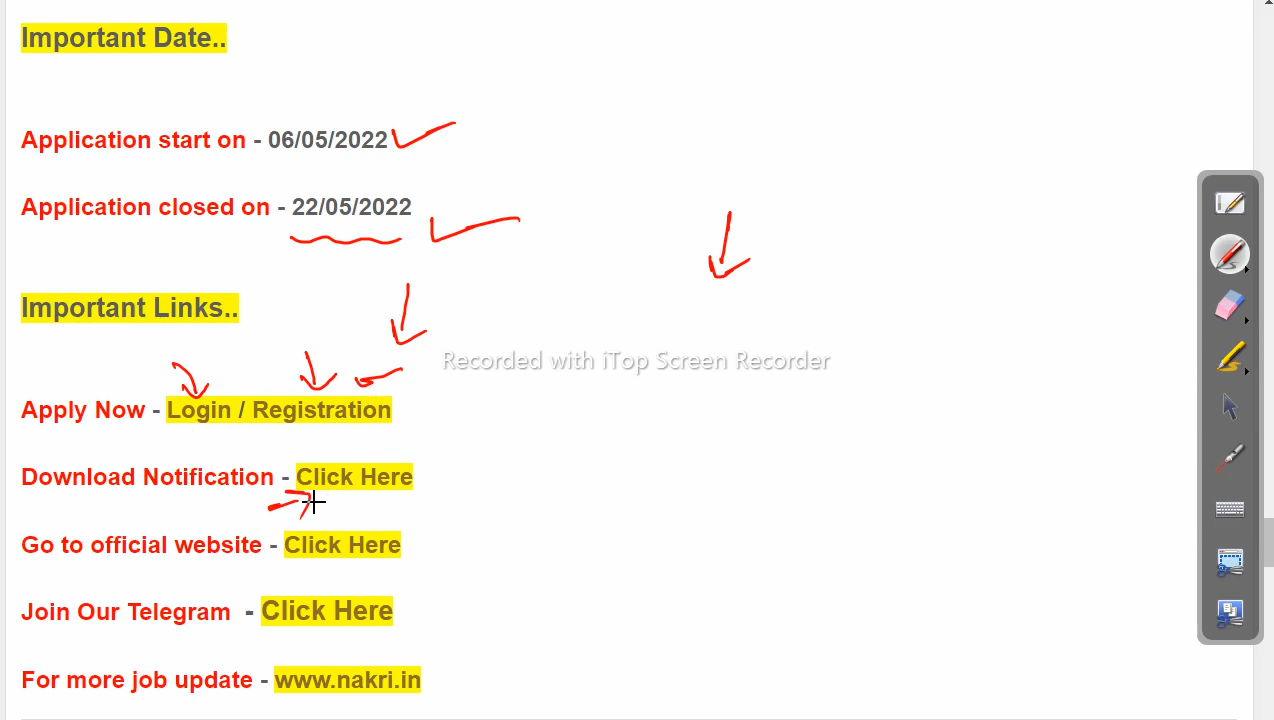 Important Date..
Application start on - 06/05/2022
Application closed on - 22/05/2022
Important Links..
Recorded with iTop Screen Recorder
Apply Now - Login / Registration
Download Notification - Click Here
Go to official website - Click Here
Join Our Telegram - Click Here
For more job update - www.nakri.in